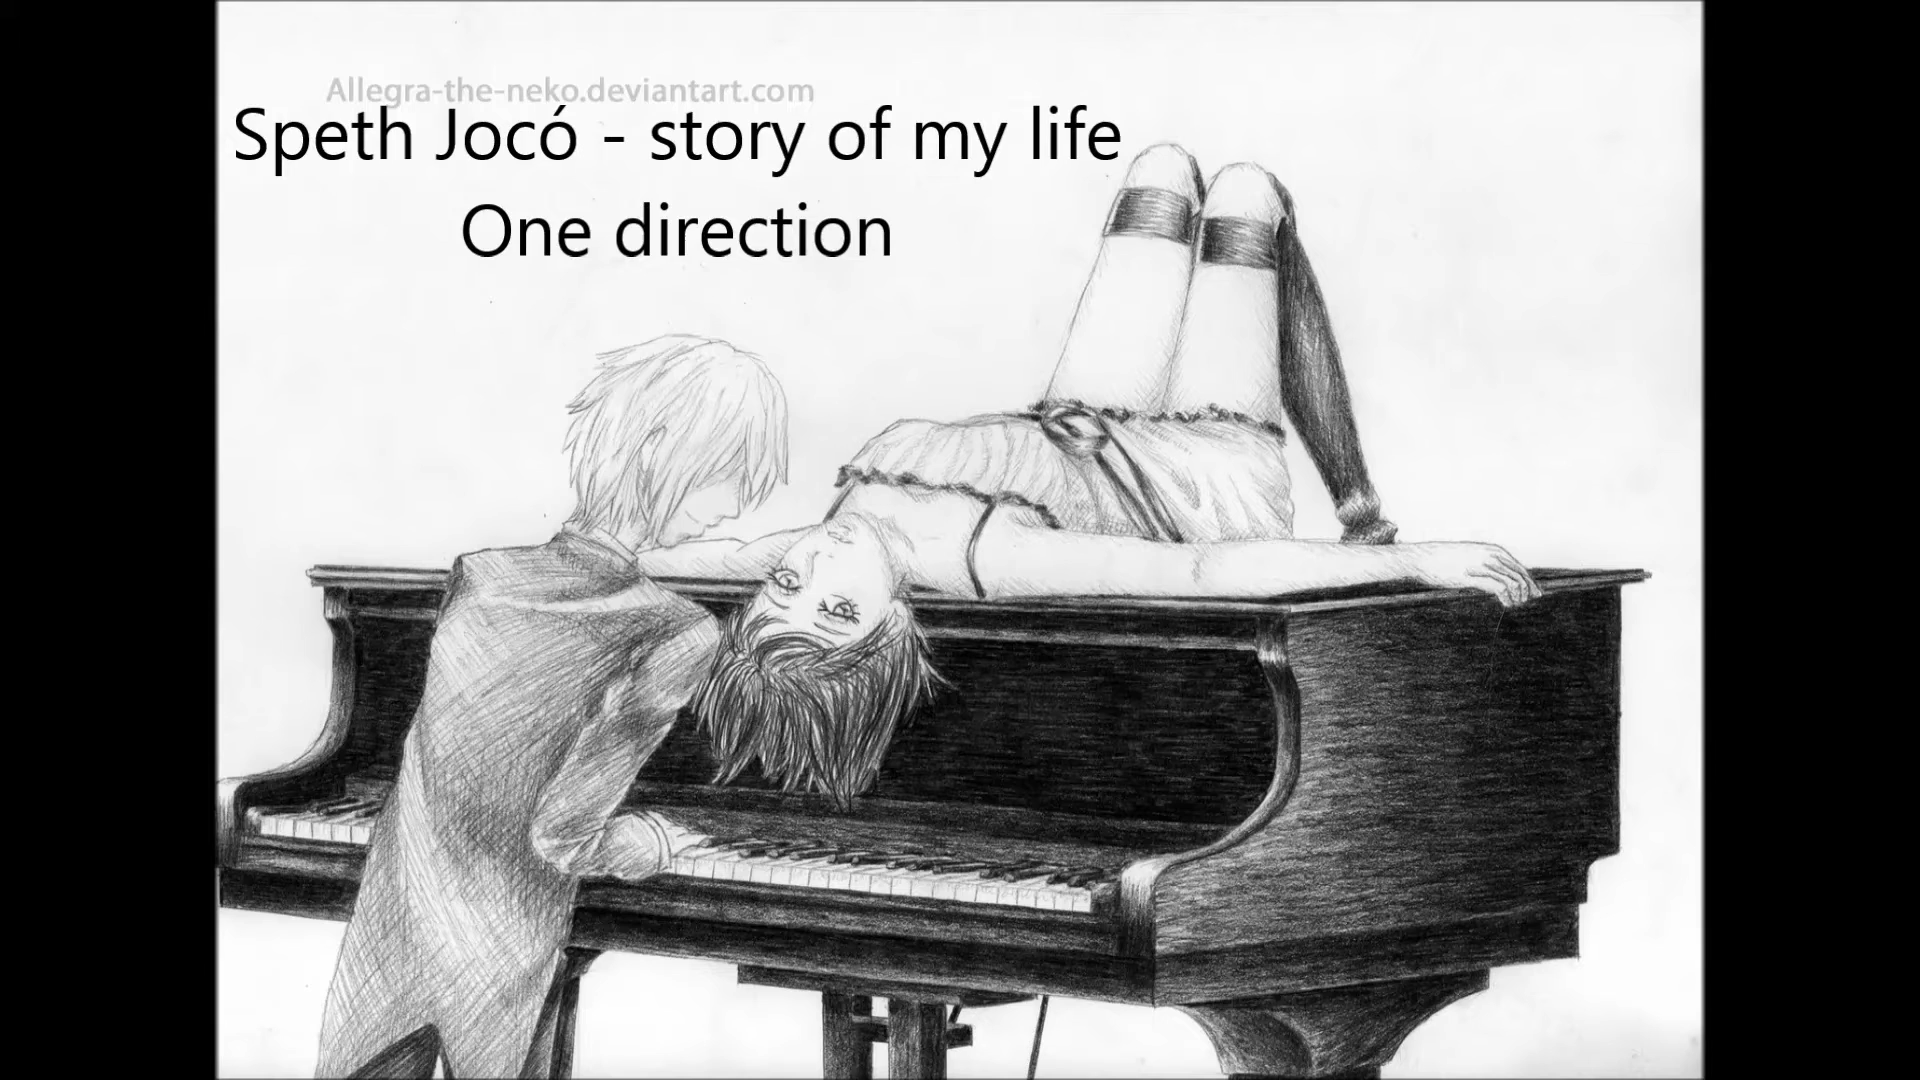 Allegra-the-neko.deviantart.com
Speth Jocó - story of my life
One direction